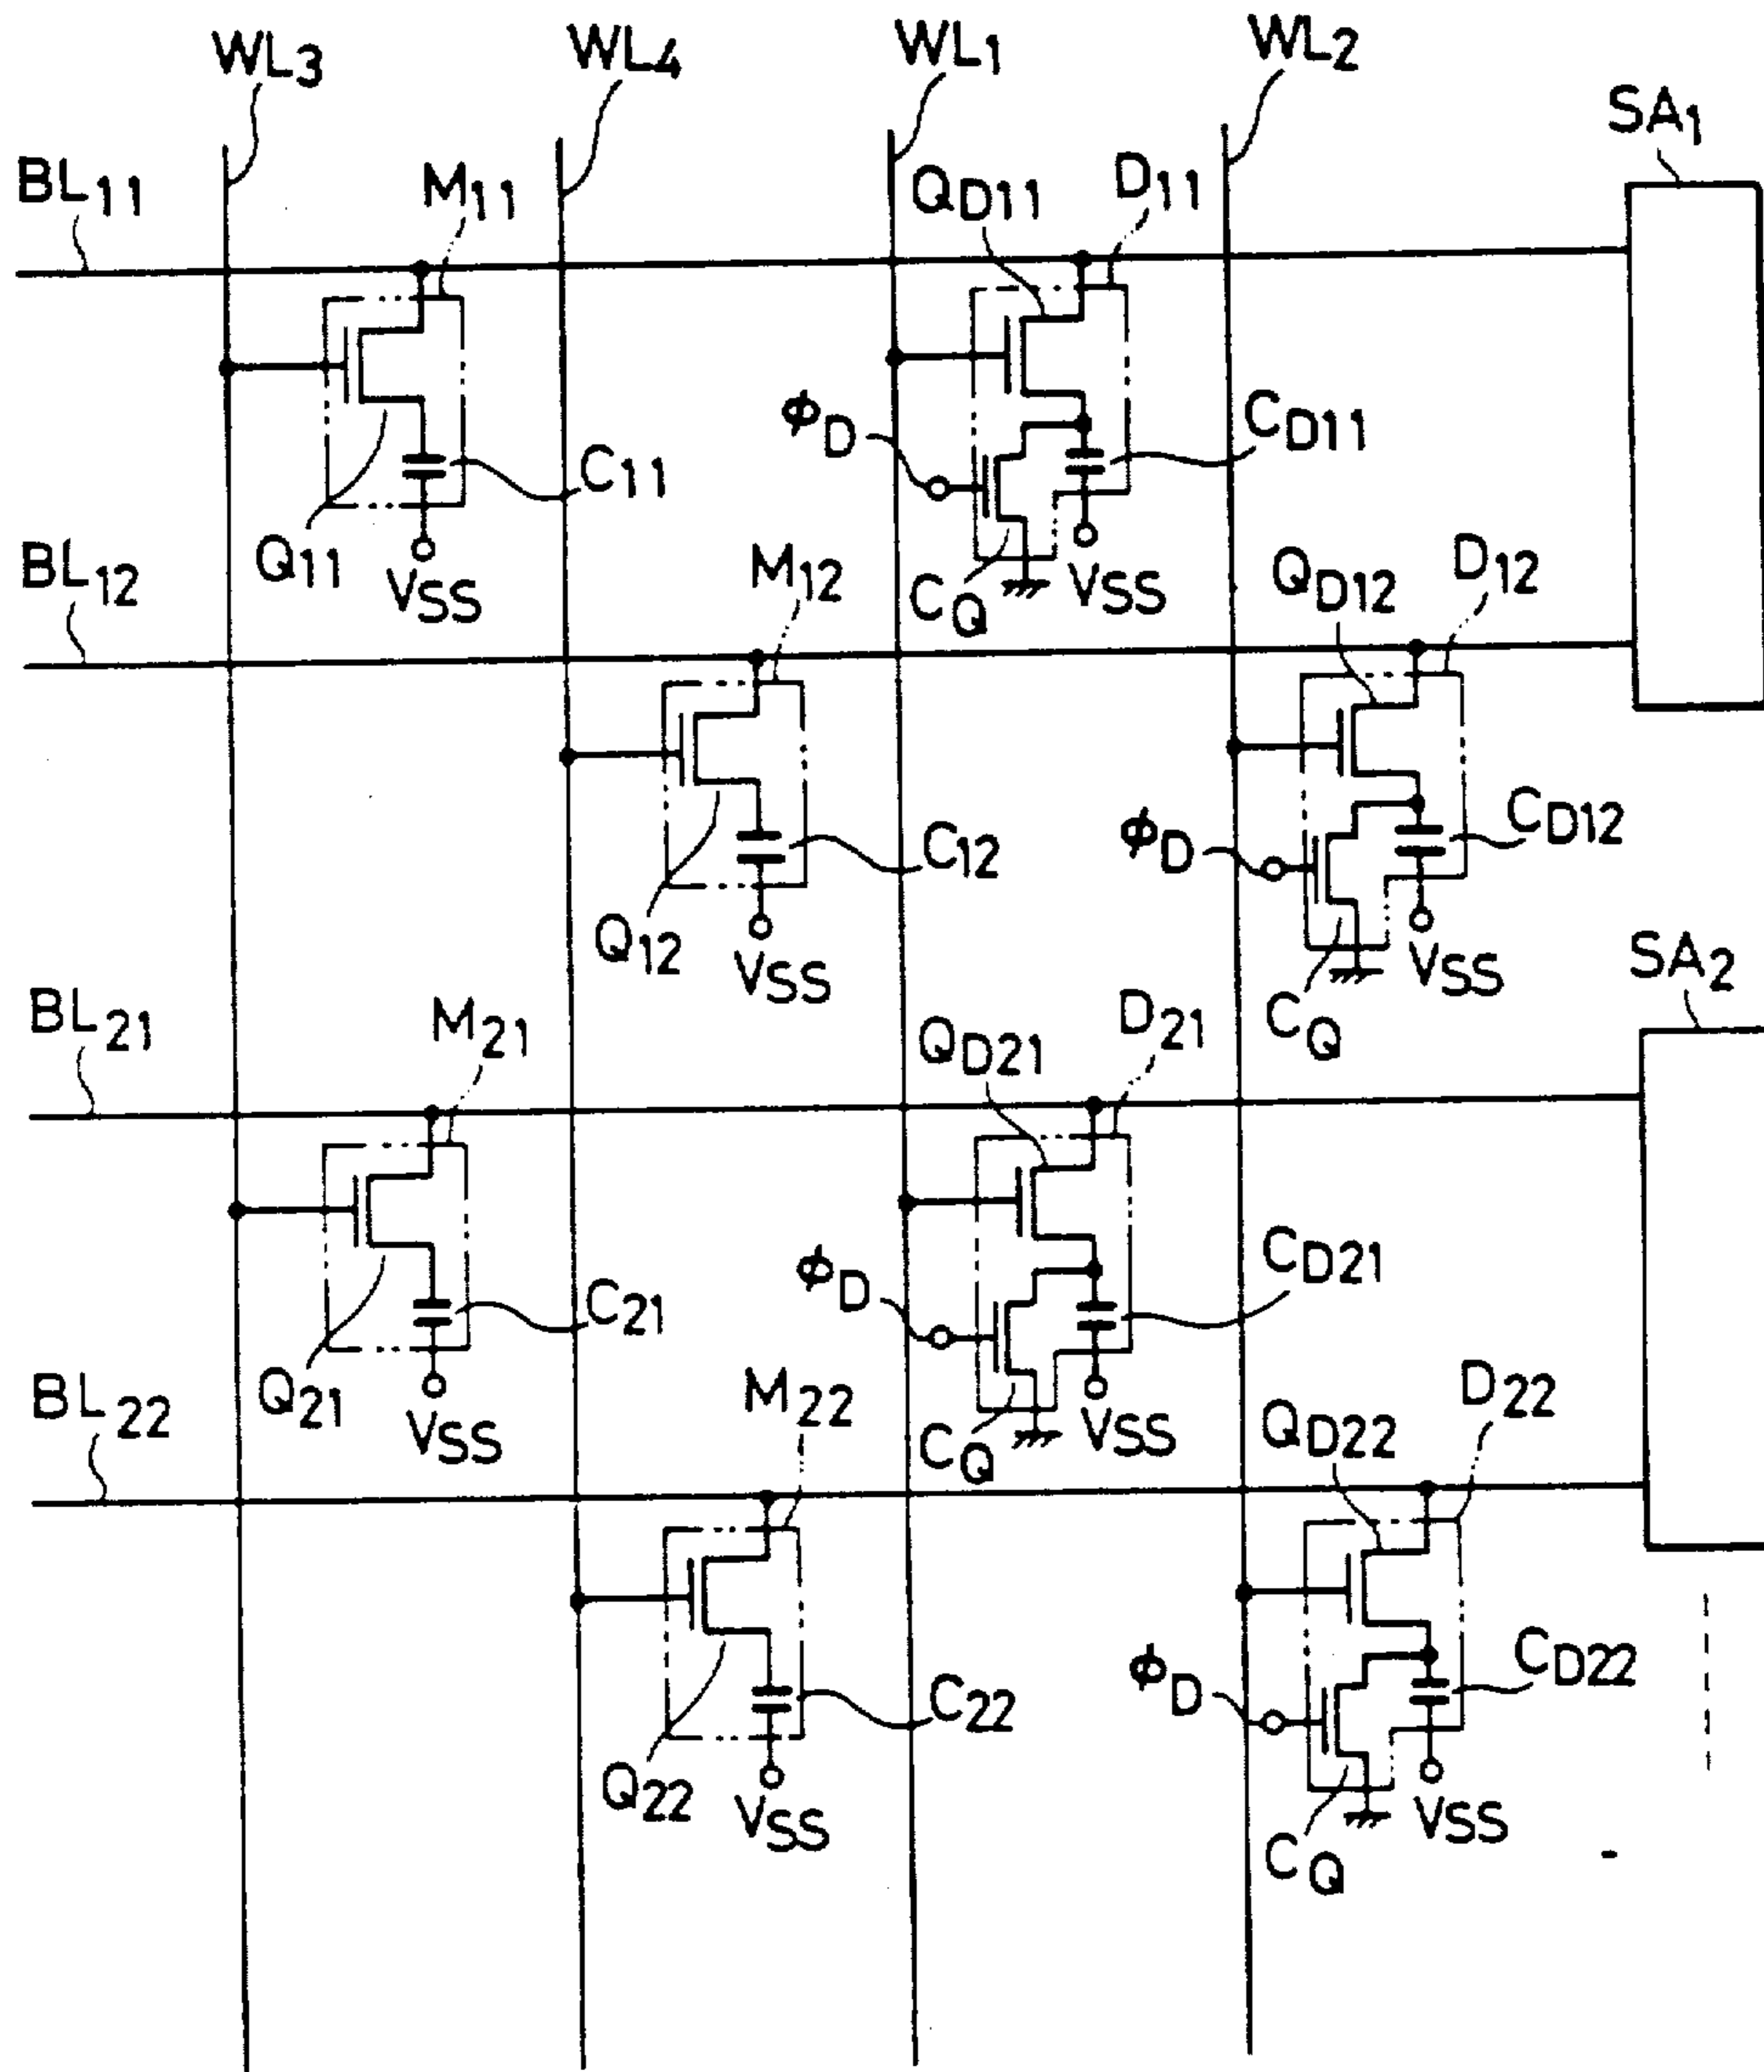 WL3 WL4 WL1 WL2
SA1
BL11 M11 QD11 D11
ϕD CD11
C11
Q11 VSS CQ VSS
BL12 M12 QD12 D12
ϕD CD12
C12
Q12 VSS CQ VSS
SA2
BL21 M21 QD21 D21
ϕD CD21
C21
Q21 VSS CQ VSS
BL22 M22 QD22 D22
ϕD CD22
C22
Q22 VSS CQ VSS